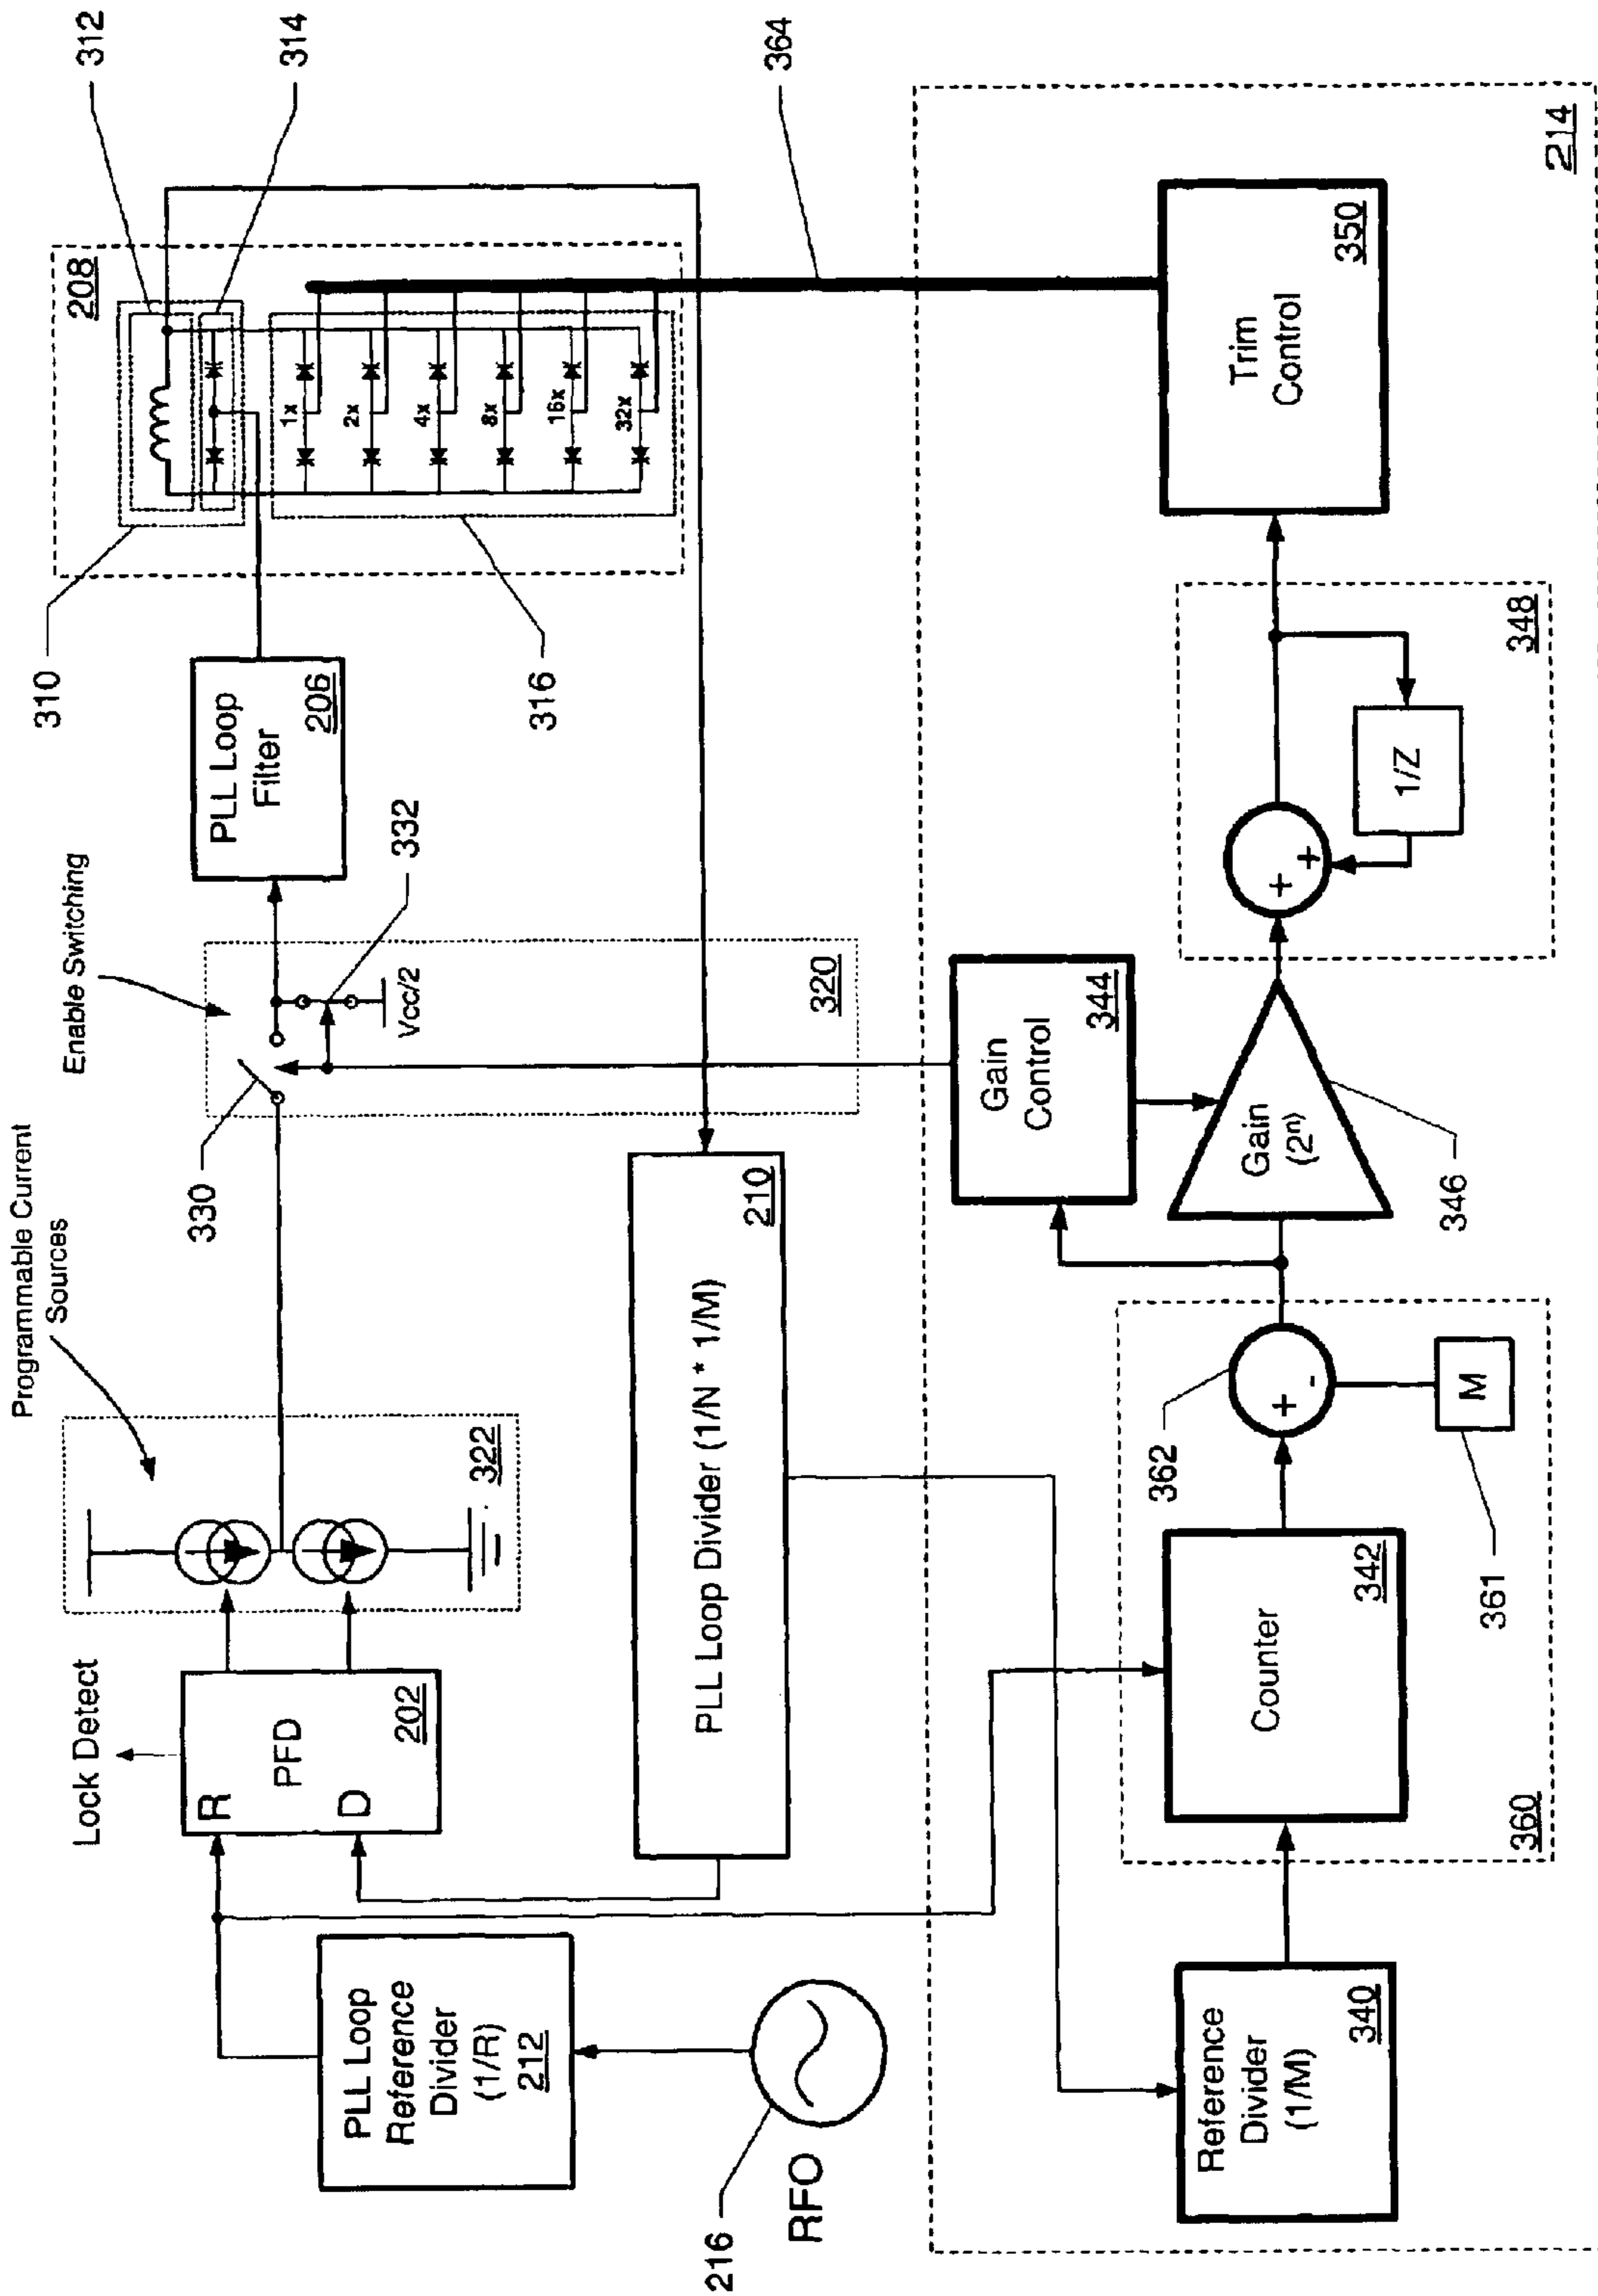 Programmable Current
Sources
Enable Switching
Lock Detect
R
PFD
D
202
322
330
332
Vcc/2
320
PLL Loop
Filter
206
310
316
208
312
314
1x
2x
4x
8x
16x
32x
364
PLL Loop
Reference
Divider
(1/R)
212
216
RFO
PLL Loop Divider (1/N * 1/M)
210
Reference
Divider
(1/M)
340
Counter
342
360
362
+
-
M
361
Gain
Control
344
Gain
(2ⁿ)
346
+
+
1/Z
348
Trim
Control
350
214